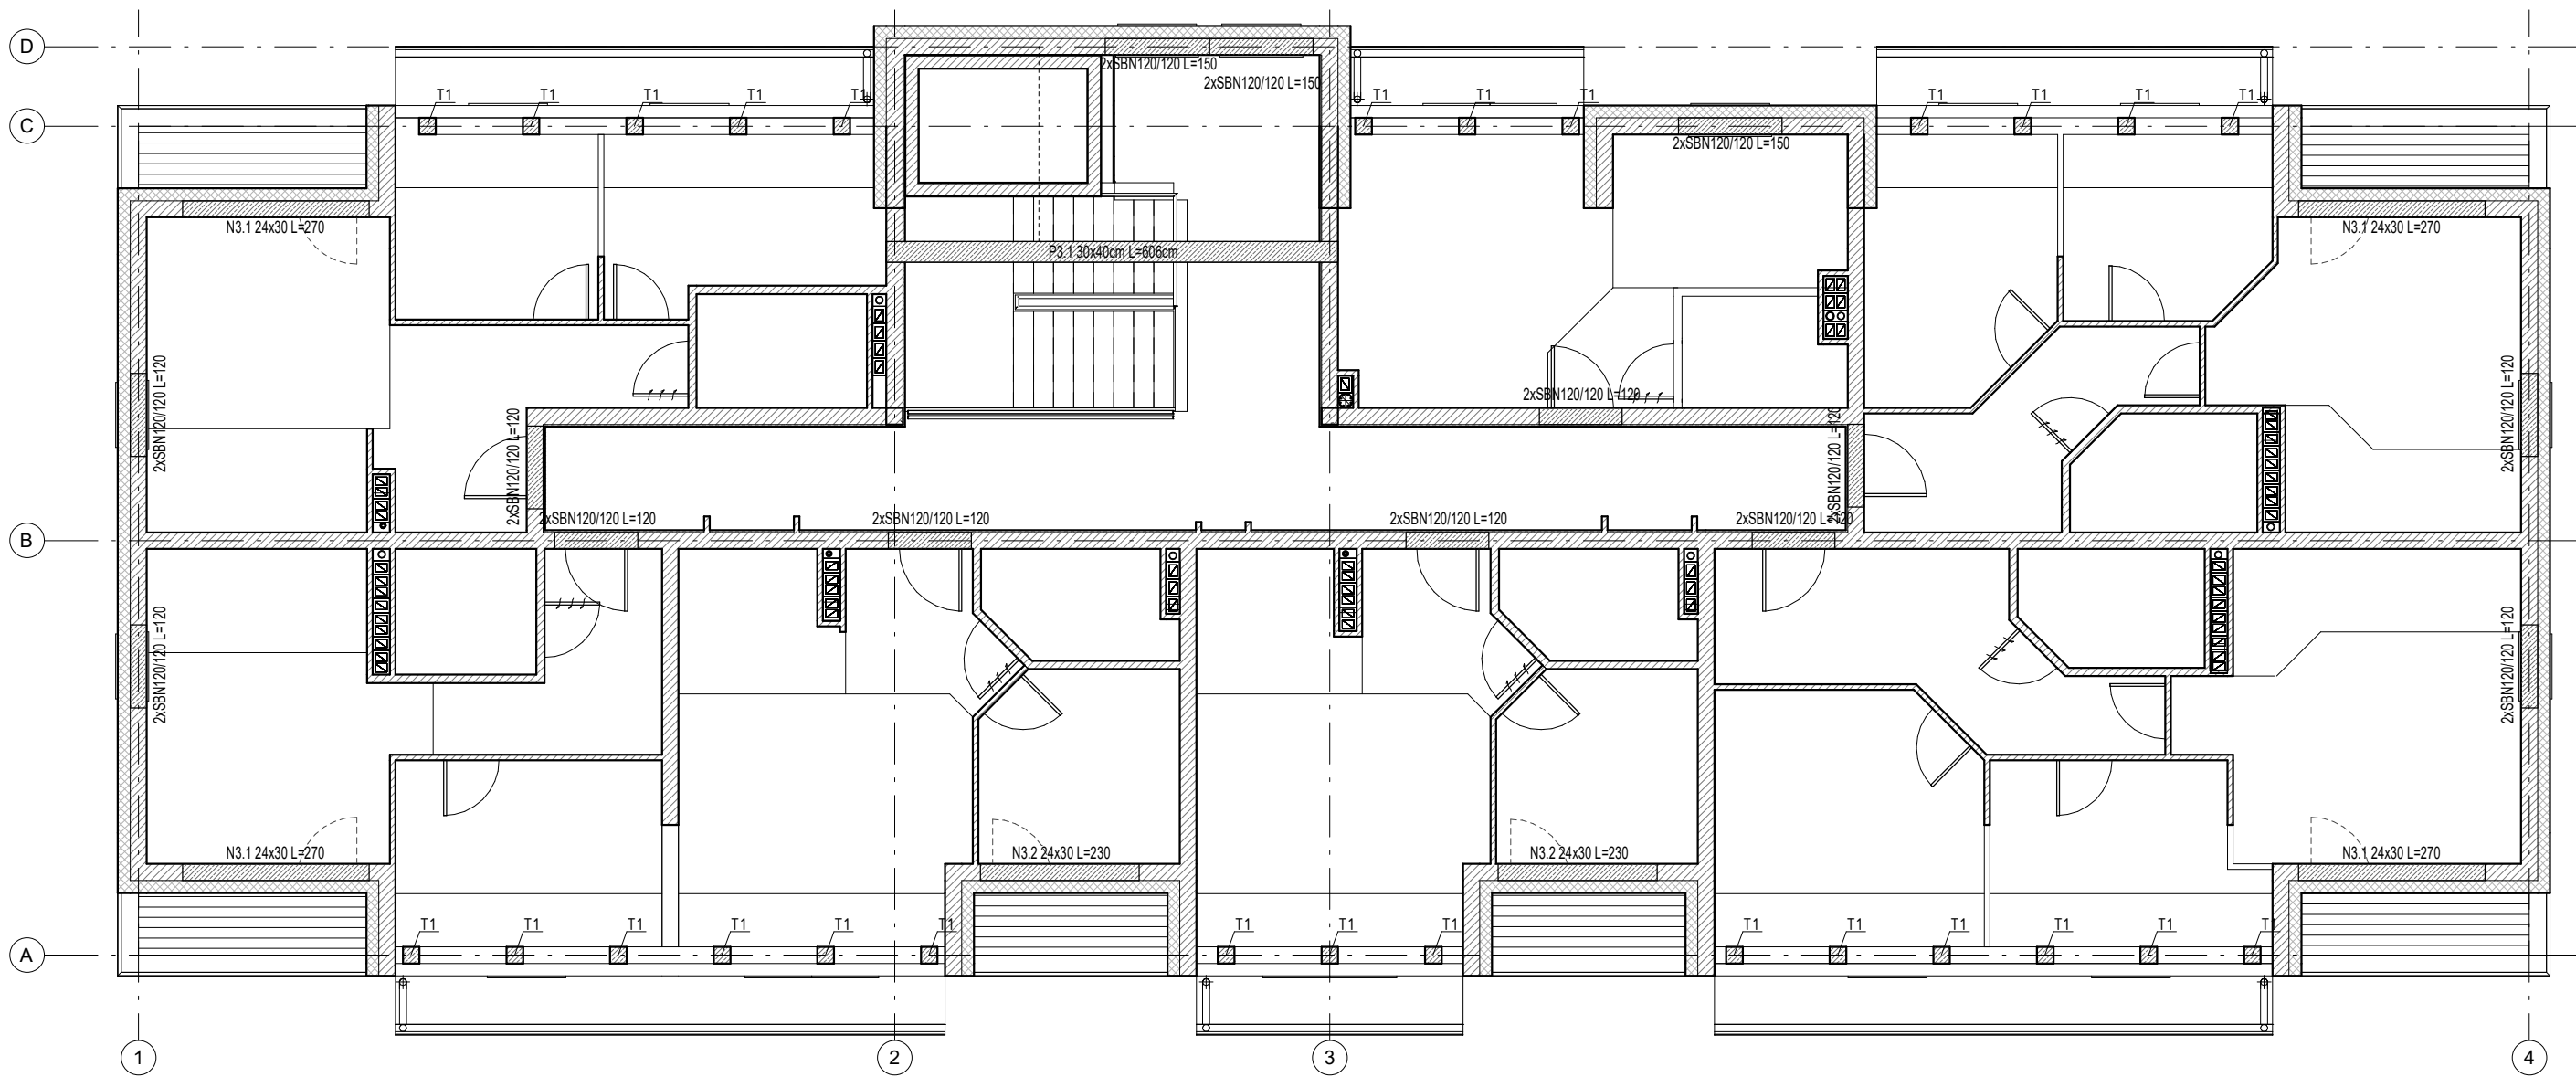 D
2xSBN120/120 L=150
2xSBN120/120 L=150
T1 T1 T1 T1 T1 T1 T1 T1 T1 T1 T1 T1
C
2xSBN120/120 L=150
N3.1 24x30 L=270
N3.1 24x30 L=270
P3.1 30x40cm L=606cm
2xSBN120/120 L=120
2xSBN120/120 L=120
2xSBN120/120 L=120
2xSBN120/120 L=120
2xSBN120/120 L=120
2xSBN120/120 L=120
2xSBN120/120 L=120
2xSBN120/120 L=120
2xSBN120/120 L=120
B
2xSBN120/120 L=120
2xSBN120/120 L=120
N3.1 24x30 L=270
N3.2 24x30 L=230
N3.2 24x30 L=230
N3.1 24x30 L=270
T1 T1 T1 T1 T1 T1 T1 T1 T1 T1 T1 T1 T1 T1 T1
A
1 2 3 4